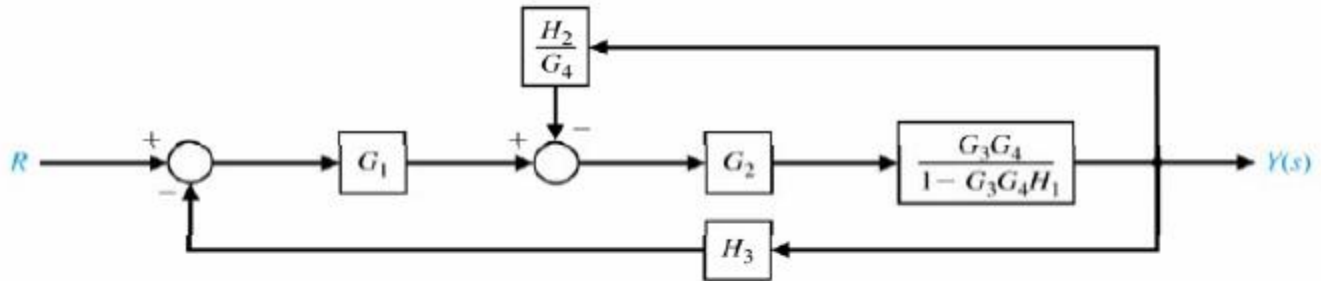 H₂
G₄
+
−
R
+
−
G₁
G₂
G₃G₄
1 − G₃G₄H₁
Y(s)
H₃